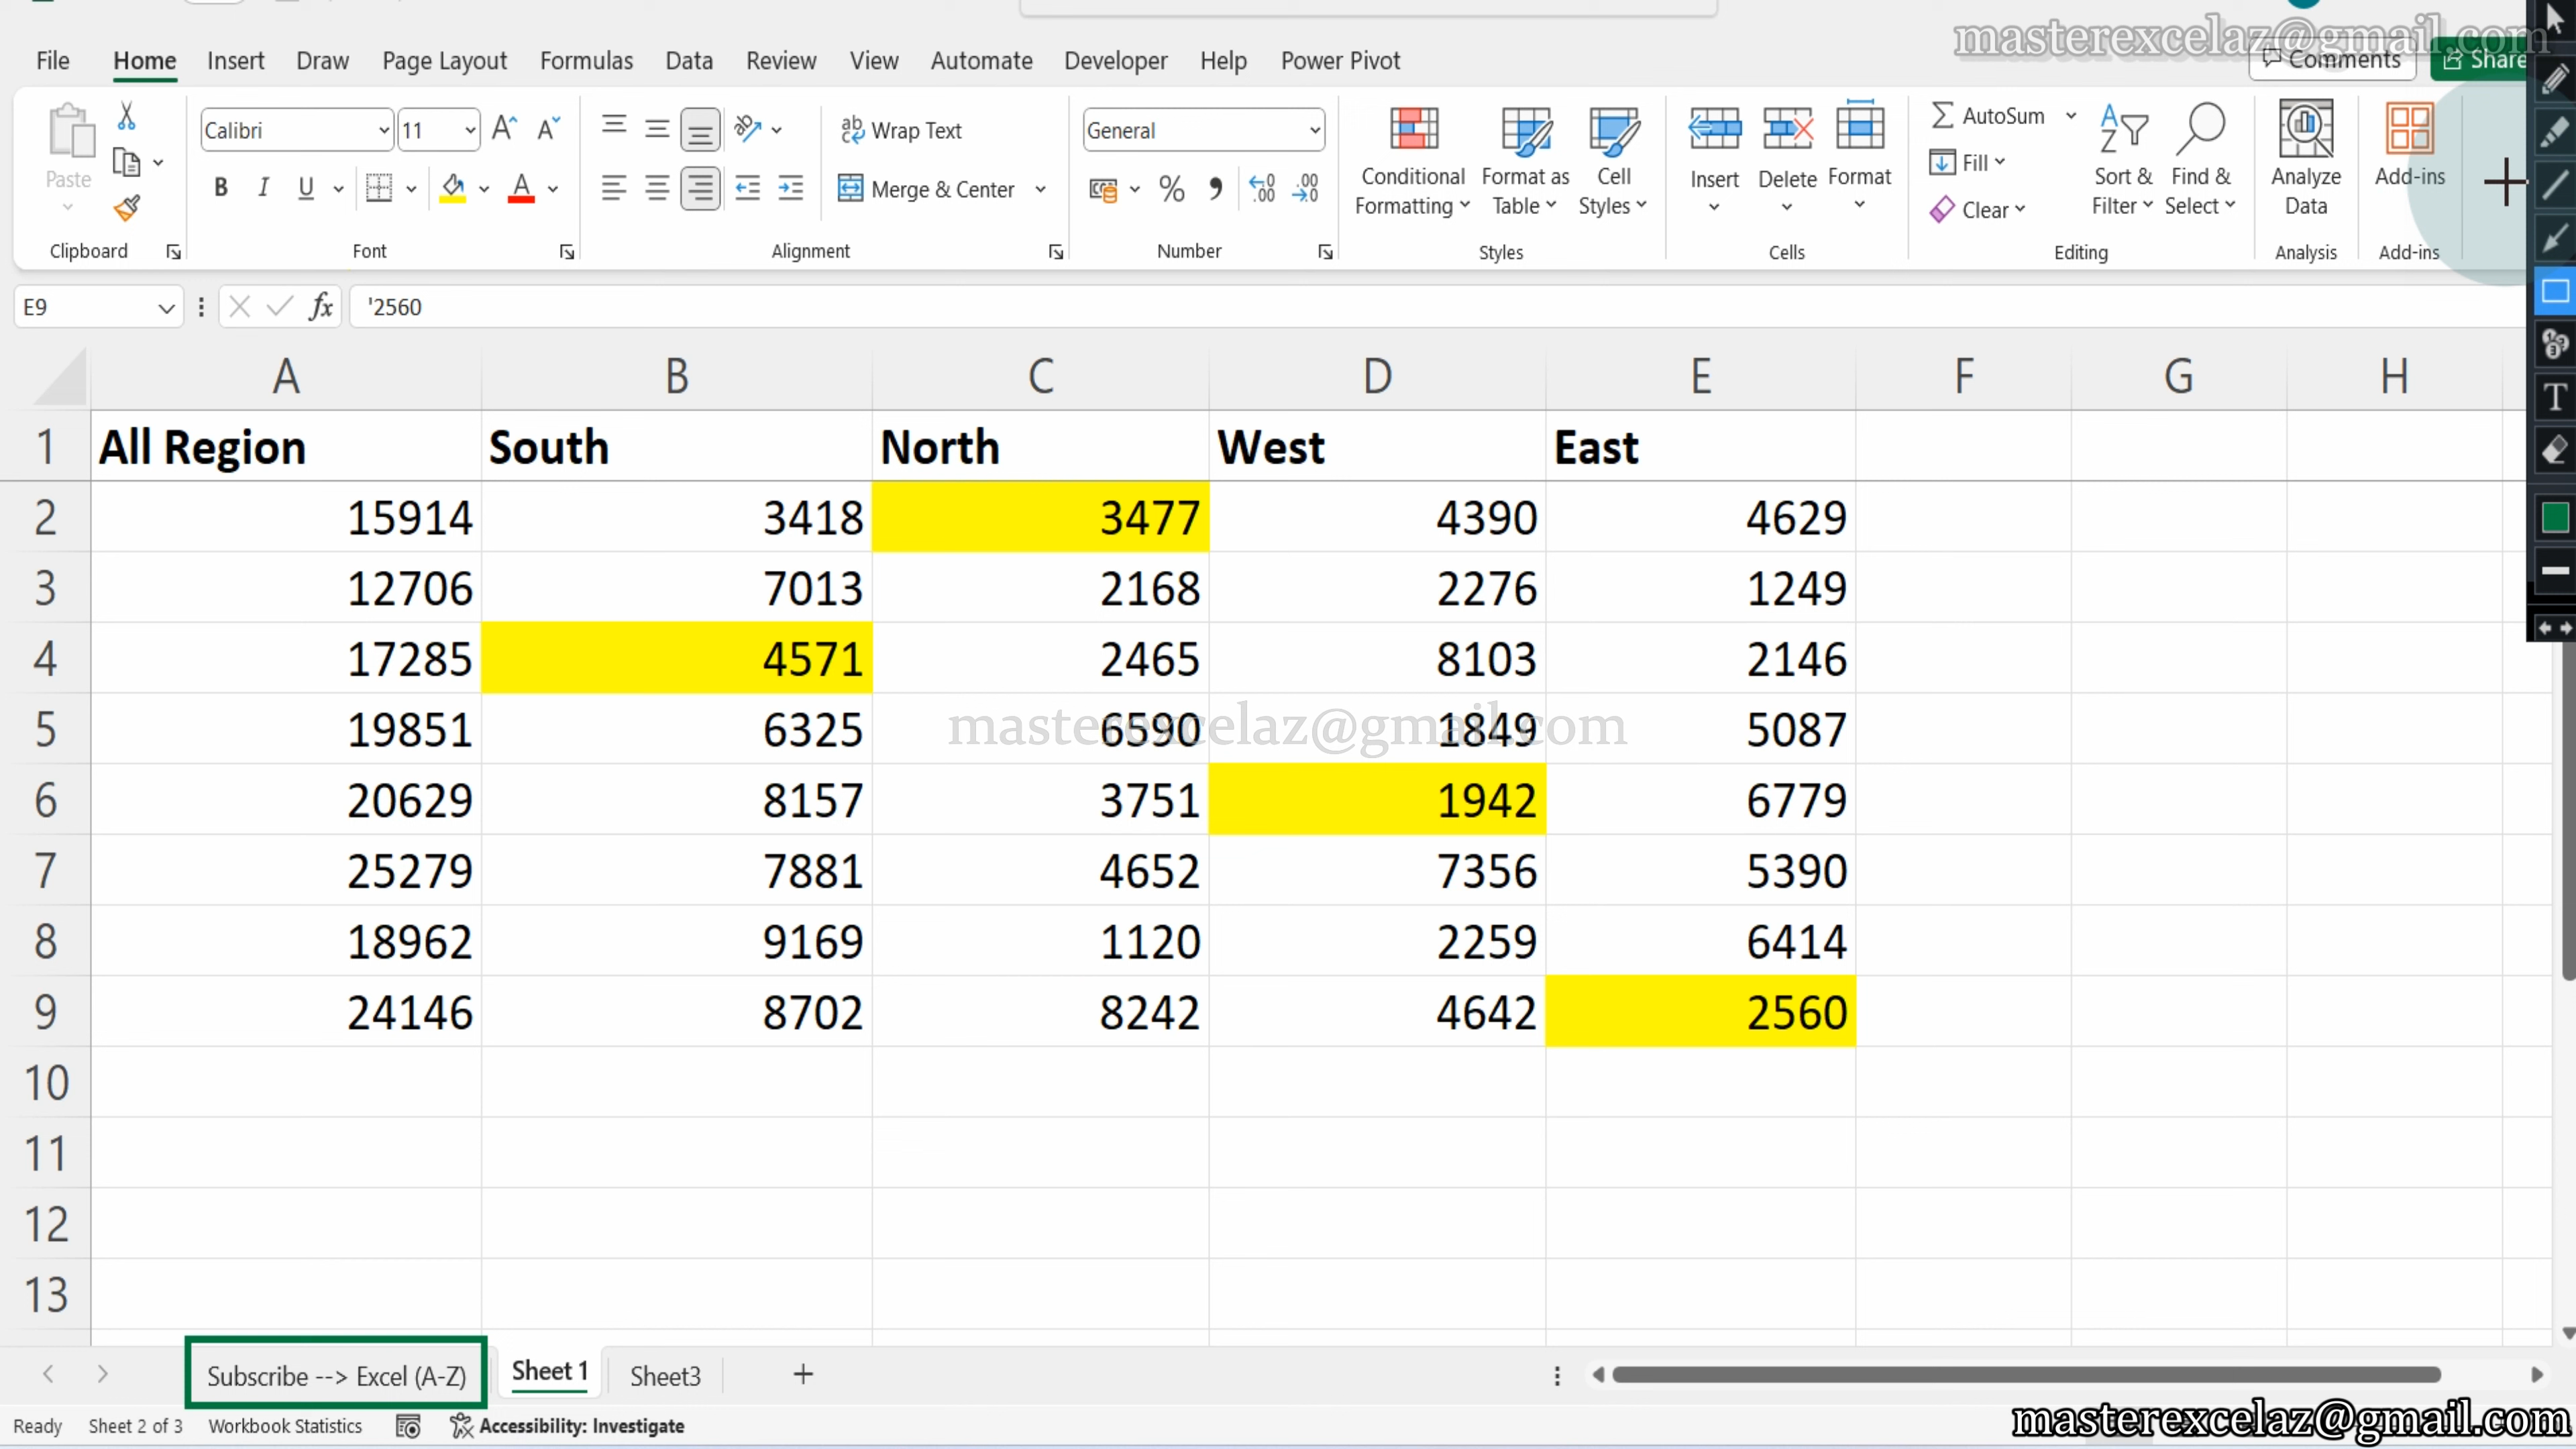 masterexcelaz@gmail.com
File Home Insert Draw Page Layout Formulas Data Review View Automate Developer Help Power Pivot Comments Share
Calibri 11 Wrap Text General AutoSum
Paste Conditional Formatting Format as Table Cell Styles Insert Delete Format Fill Sort & Filter Find & Select Analyze Data Add-ins
B I U A Merge & Center % Clear
Clipboard Font Alignment Number Styles Cells Editing Analysis Add-ins
E9 fx '2560
A B C D E F G H
1 All Region South North West East
2 15914 3418 3477 4390 4629
3 12706 7013 2168 2276 1249
4 17285 4571 2465 8103 2146
5 19851 6325 6590 1849 5087
masterexcelaz@gmail.com
6 20629 8157 3751 1942 6779
7 25279 7881 4652 7356 5390
8 18962 9169 1120 2259 6414
9 24146 8702 8242 4642 2560
10
11
12
13
Subscribe --> Excel (A-Z) Sheet 1 Sheet3 +
Ready Sheet 2 of 3 Workbook Statistics Accessibility: Investigate
masterexcelaz@gmail.com